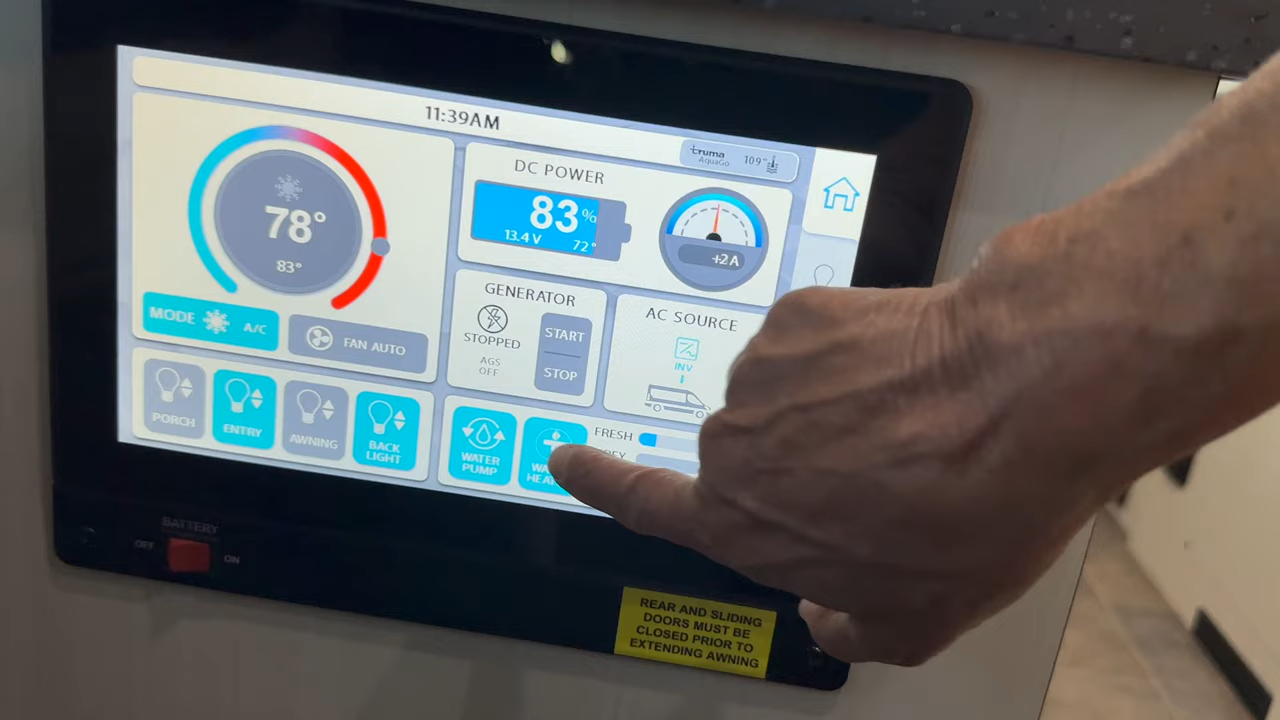 11:39AM
truma
AquaGo
109°
78°
83°
MODE
A/C
FAN AUTO
DC POWER
83%
13.4 V
72°
+2A
GENERATOR
STOPPED
AGS
OFF
START
STOP
AC SOURCE
INV
PORCH
ENTRY
AWNING
BACK
LIGHT
WATER
PUMP
FRESH
BATTERY
OFF
ON
REAR AND SLIDING
DOORS MUST BE
CLOSED PRIOR TO
EXTENDING AWNING